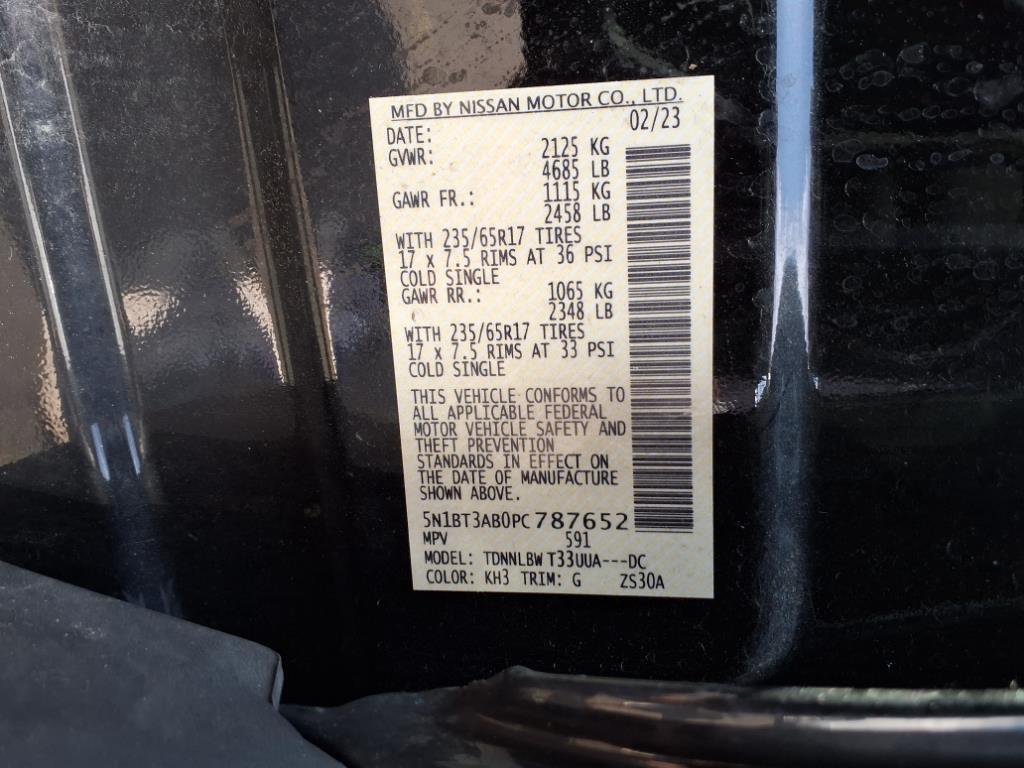 MFD BY NISSAN MOTOR CO., LTD.
DATE: 02/23
GVWR: 2125 KG
4685 LB
GAWR FR.: 1115 KG
2458 LB
WITH 235/65R17 TIRES
17 x 7.5 RIMS AT 36 PSI
COLD SINGLE
GAWR RR.: 1065 KG
2348 LB
WITH 235/65R17 TIRES
17 x 7.5 RIMS AT 33 PSI
COLD SINGLE
THIS VEHICLE CONFORMS TO
ALL APPLICABLE FEDERAL
MOTOR VEHICLE SAFETY AND
THEFT PREVENTION
STANDARDS IN EFFECT ON
THE DATE OF MANUFACTURE
SHOWN ABOVE.
5N1BT3AB0PC787652
MPV 591
MODEL: TDNNLBW T33UUA---DC
COLOR: KH3 TRIM: G ZS30A